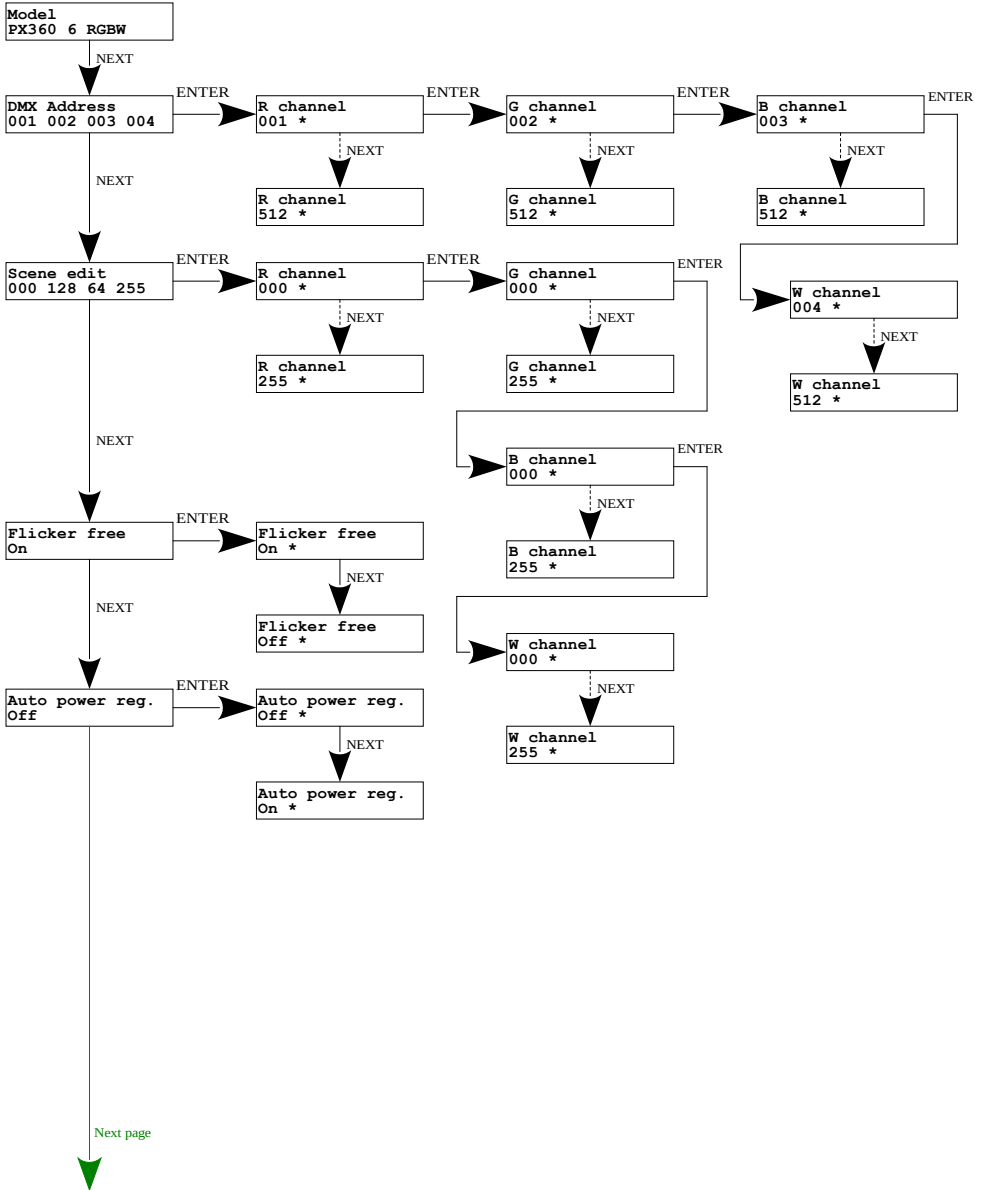 Model
PX360 6 RGBW
NEXT
DMX Address
001 002 003 004
ENTER
R channel
001 *
ENTER
G channel
002 *
ENTER
B channel
003 *
ENTER
NEXT
NEXT
NEXT
NEXT
R channel
512 *
G channel
512 *
B channel
512 *
Scene edit
000 128 64 255
ENTER
R channel
000 *
ENTER
G channel
000 *
ENTER
W channel
004 *
NEXT
NEXT
NEXT
R channel
255 *
G channel
255 *
W channel
512 *
NEXT
B channel
000 *
ENTER
NEXT
Flicker free
On
ENTER
Flicker free
On *
B channel
255 *
NEXT
NEXT
Flicker free
Off *
W channel
000 *
NEXT
Auto power reg.
Off
ENTER
Auto power reg.
Off *
W channel
255 *
NEXT
Auto power reg.
On *
Next page